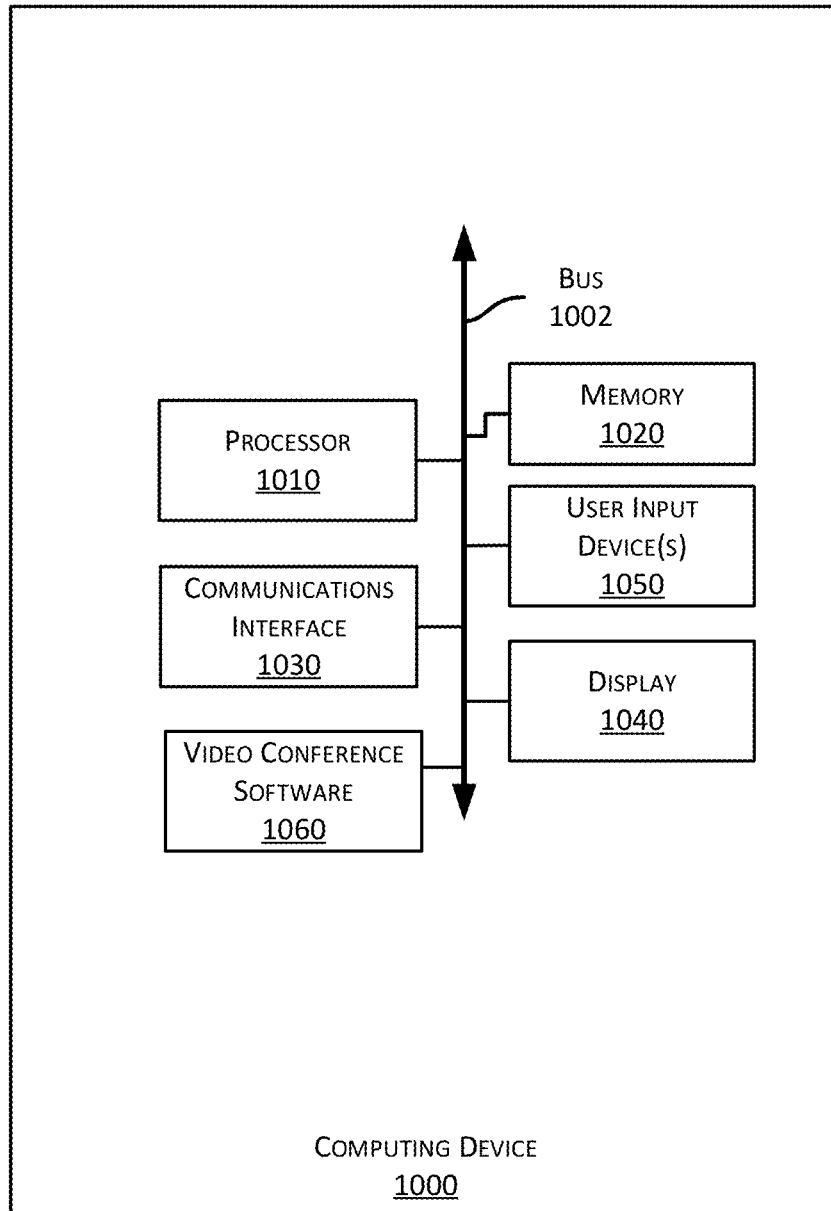 BUS
1002
PROCESSOR
1010
MEMORY
1020
USER INPUT
DEVICE(S)
1050
COMMUNICATIONS
INTERFACE
1030
DISPLAY
1040
VIDEO CONFERENCE
SOFTWARE
1060
COMPUTING DEVICE
1000